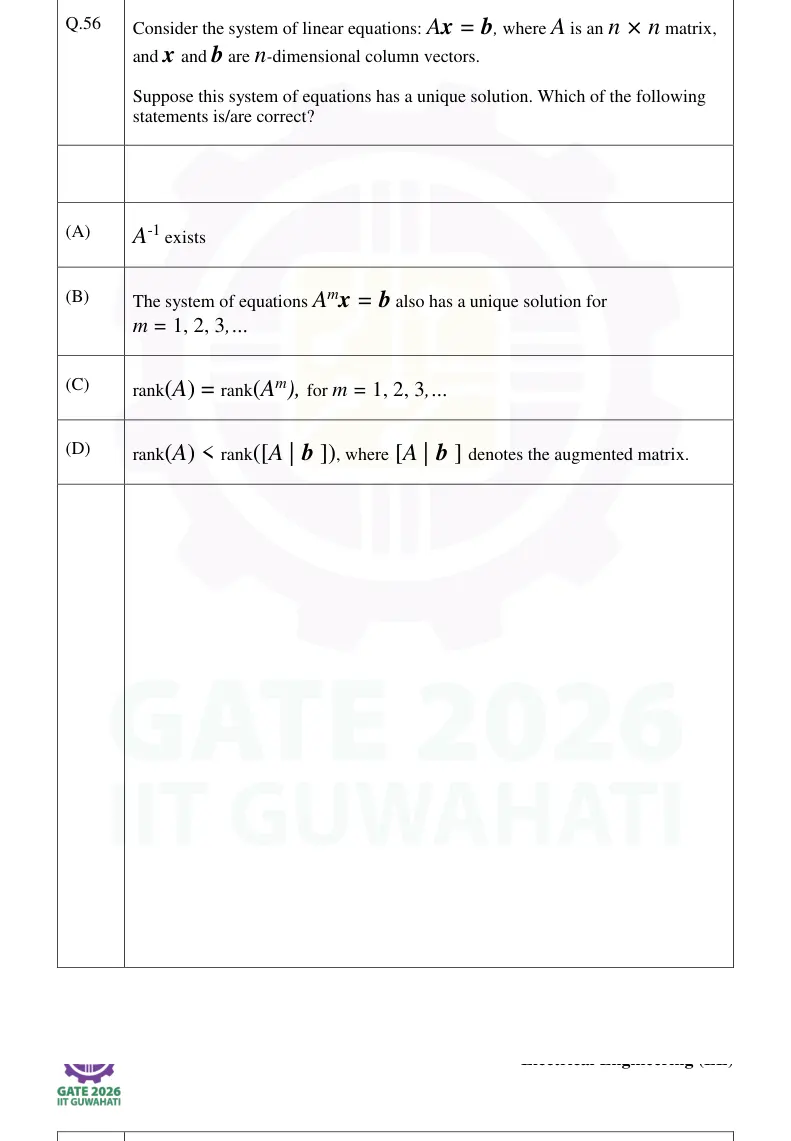 Q.56
Consider the system of linear equations: Ax = b, where A is an n × n matrix,
and x and b are n-dimensional column vectors.
Suppose this system of equations has a unique solution. Which of the following
statements is/are correct?
(A)
A⁻¹ exists
(B)
The system of equations Aᵐx = b also has a unique solution for
m = 1, 2, 3,...
(C)
rank(A) = rank(Aᵐ), for m = 1, 2, 3,...
(D)
rank(A) < rank([A | b ]), where [A | b ] denotes the augmented matrix.
GATE 2026
IIT GUWAHATI
GATE 2026
IIT GUWAHATI